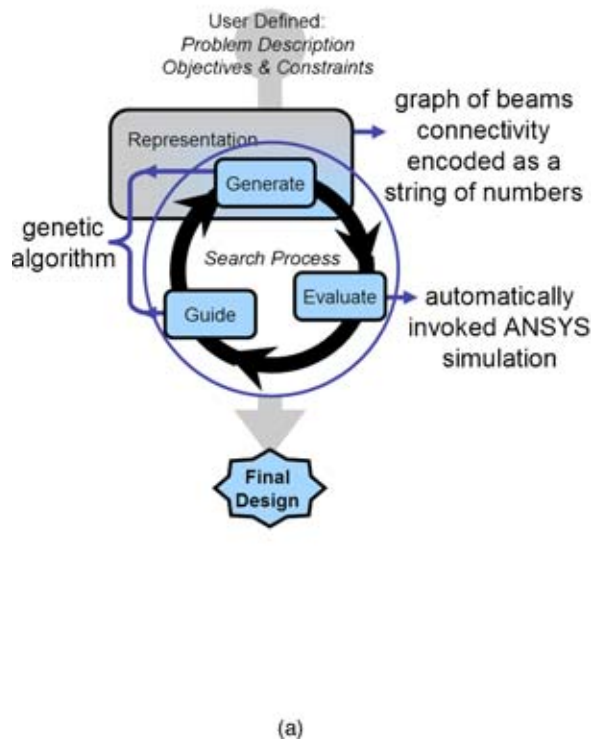 User Defined:
Problem Description
Objectives & Constraints
Representation
graph of beams
connectivity
encoded as a
string of numbers
Generate
genetic
algorithm
Search Process
Guide
Evaluate
automatically
invoked ANSYS
simulation
Final
Design
(a)